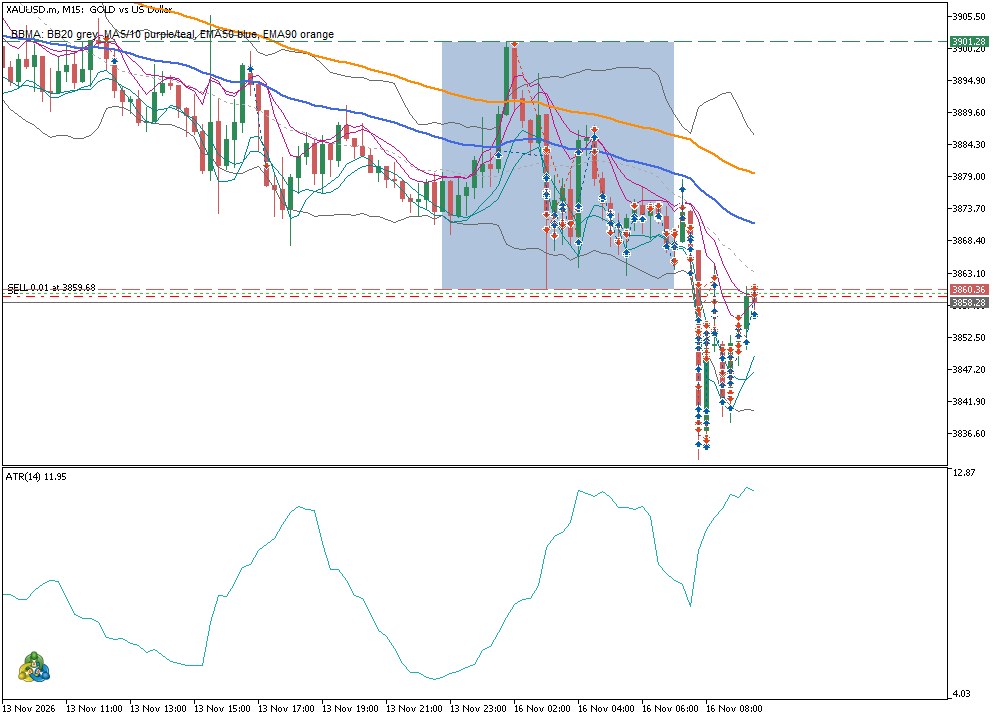 XAUUSD.m, M15: GOLD vs US Dollar
BBMA: BB20 grey, MA5/10 purple/teal, EMA50 blue, EMA90 orange
3905.50
3901.28
3900.20
3894.90
3889.60
3884.30
3879.00
3873.70
3868.40
3863.10
SELL 0.01 at 3859.68
3860.36
3858.28
3852.50
3847.20
3841.90
3836.60
ATR(14) 11.95
12.87
4.03
13 Nov 2026
13 Nov 11:00
13 Nov 13:00
13 Nov 15:00
13 Nov 17:00
13 Nov 19:00
13 Nov 21:00
13 Nov 23:00
16 Nov 02:00
16 Nov 04:00
16 Nov 06:00
16 Nov 08:00